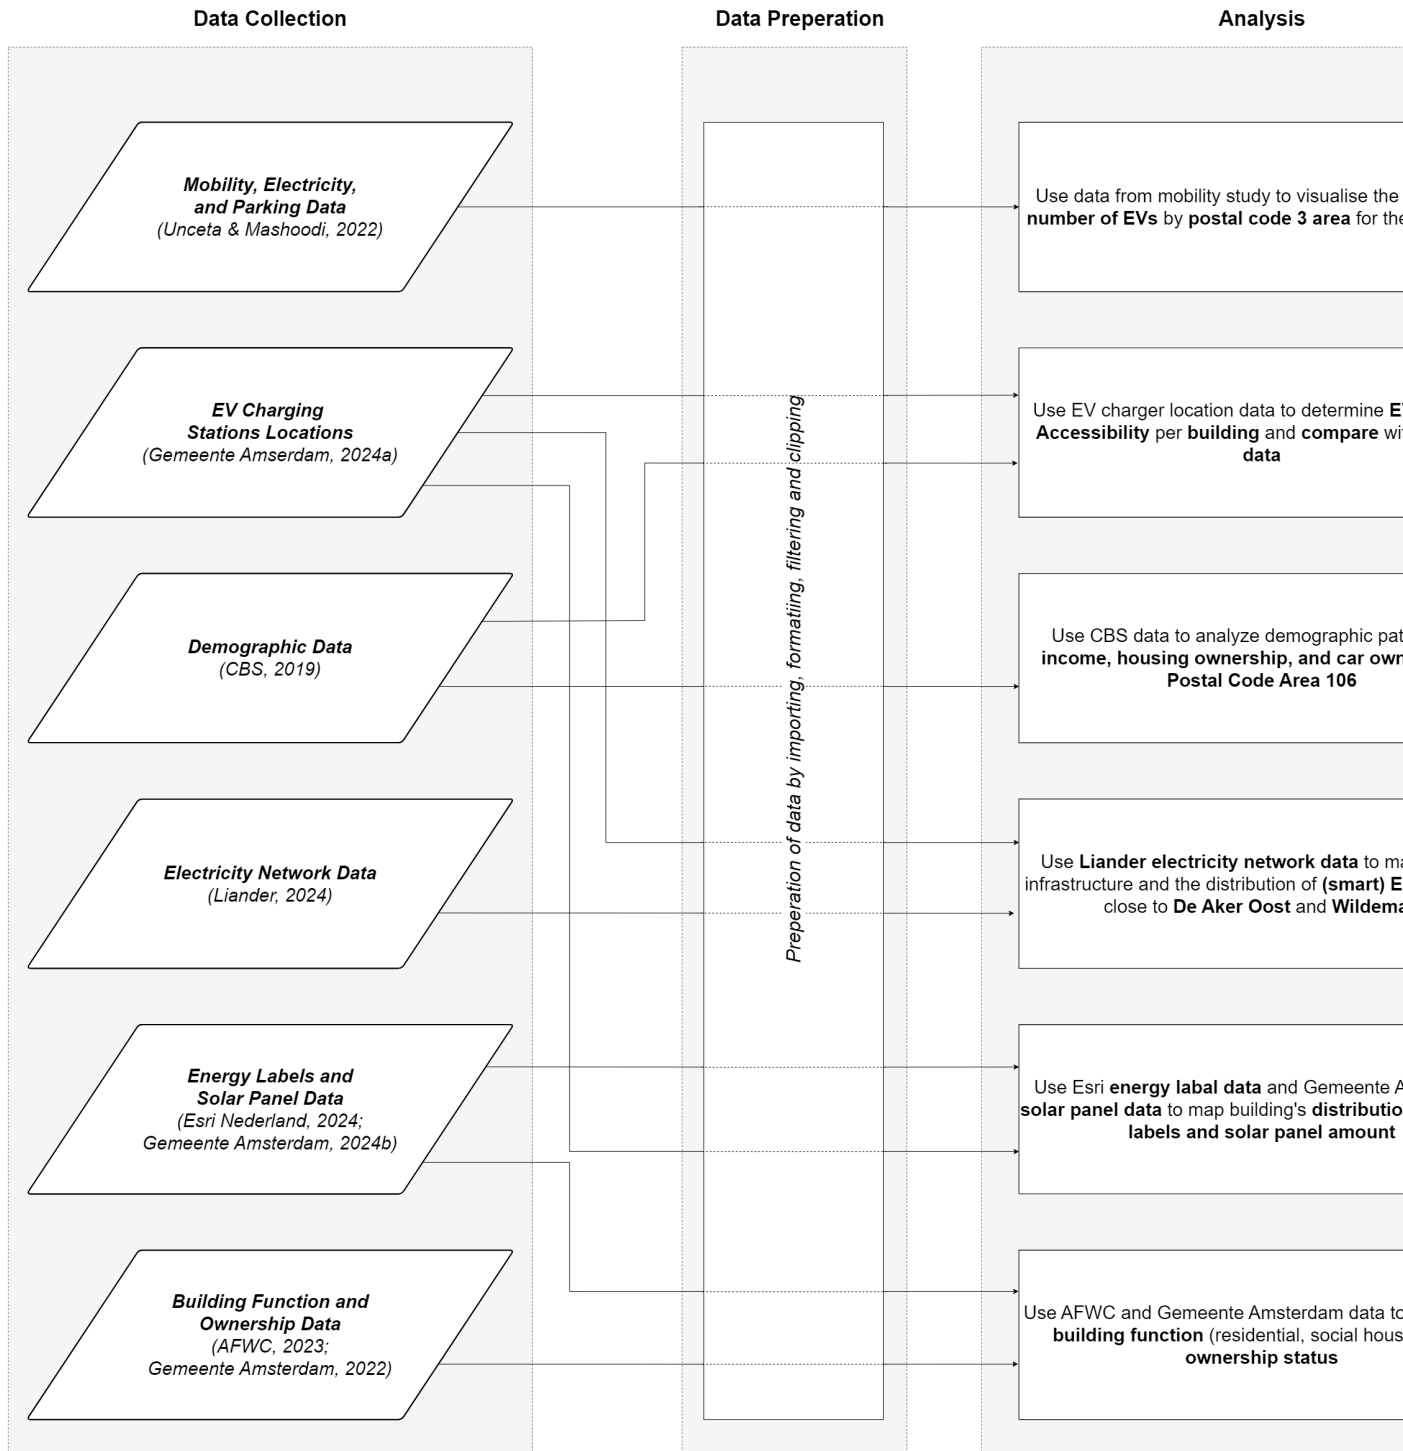 Data Collection
Data Preperation
Analysis
Mobility, Electricity,
and Parking Data
(Unceta & Mashoodi, 2022)
EV Charging
Stations Locations
(Gemeente Amserdam, 2024a)
Demographic Data
(CBS, 2019)
Electricity Network Data
(Liander, 2024)
Energy Labels and
Solar Panel Data
(Esri Nederland, 2024;
Gemeente Amsterdam, 2024b)
Building Function and
Ownership Data
(AFWC, 2023;
Gemeente Amsterdam, 2022)
Preperation of data by importing, formatiing, filtering and clipping
Use data from mobility study to visualise the
number of EVs by postal code 3 area for the
Use EV charger location data to determine
Accessibility per building and compare
data
Use CBS data to analyze demographic
income, housing ownership, and car
Postal Code Area 106
Use Liander electricity network data to
infrastructure and the distribution of (smart)
close to De Aker Oost and
Use Esri energy labal data and Gemeente
solar panel data to map building's
labels and solar panel amount
Use AFWC and Gemeente Amsterdam data to
building function (residential, social
ownership status